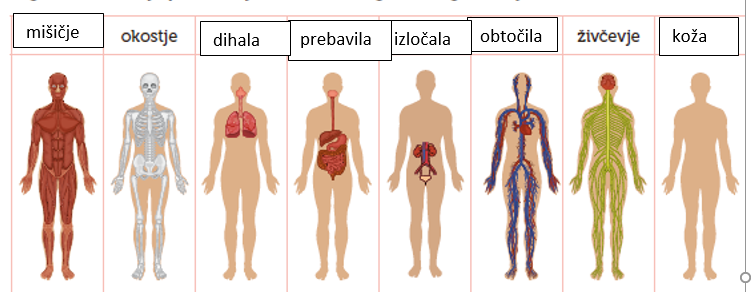 mišičje
okostje
dihala
prebavila
izločala
obtočila
živčevje
koža